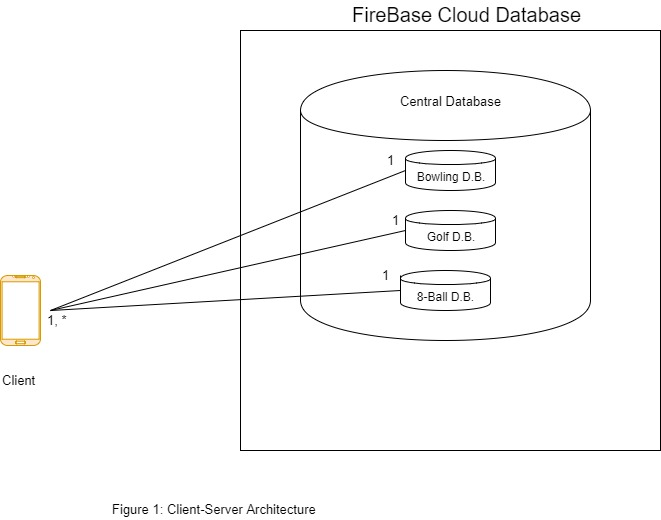 FireBase Cloud Database
Central Database
1
Bowling D.B.
1
Golf D.B.
1
8-Ball D.B.
1, *
Client
Figure 1: Client-Server Architecture